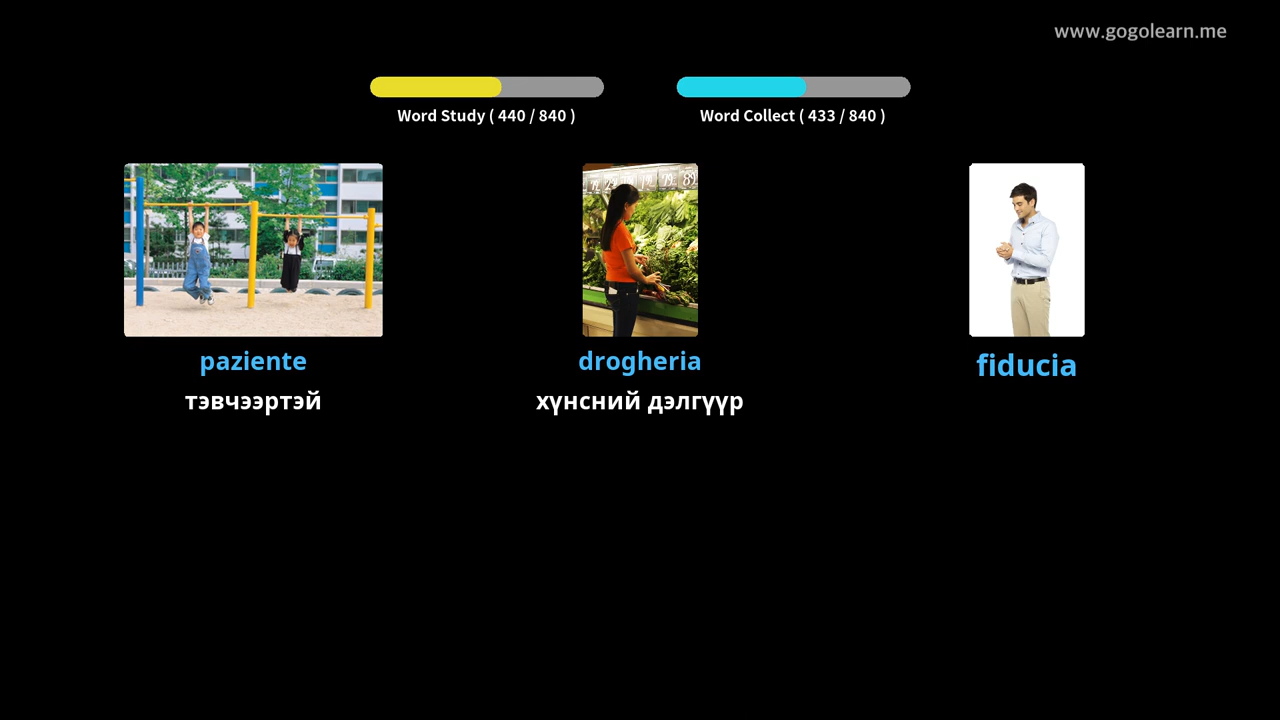 www.gogolearn.me
Word Study ( 440 / 840 )
Word Collect ( 433 / 840 )
paziente
тэвчээртэй
drogheria
хүнсний дэлгүүр
fiducia